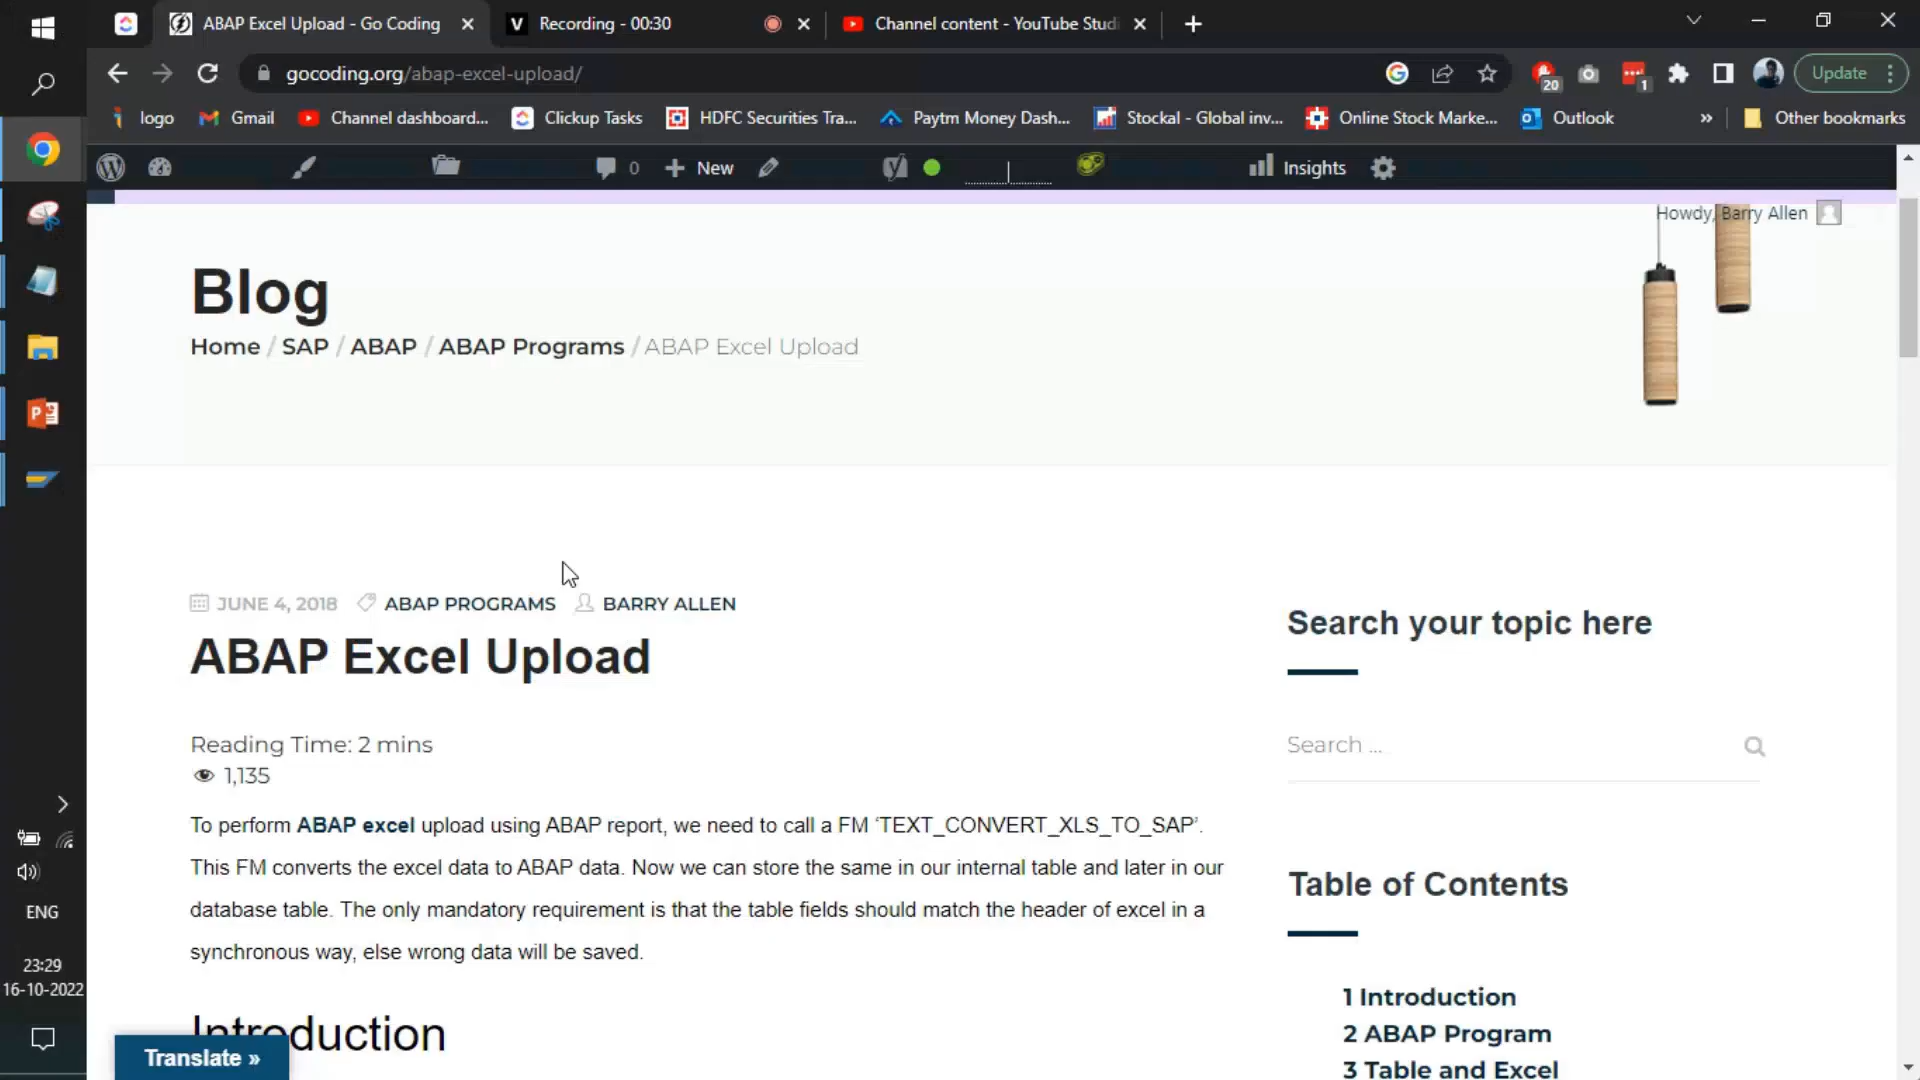 ABAP Excel Upload - Go Coding
Recording - 00:30
Channel content - YouTube Studi
gocoding.org/abap-excel-upload/
20
1
Update
logo
Gmail
Channel dashboard...
Clickup Tasks
HDFC Securities Tra...
Paytm Money Dash...
Stockal - Global inv...
Online Stock Marke...
Outlook
»
Other bookmarks
0
New
Insights
Howdy, Barry Allen
Blog
Home / SAP / ABAP / ABAP Programs / ABAP Excel Upload
JUNE 4, 2018 ABAP PROGRAMS BARRY ALLEN
ABAP Excel Upload
Reading Time: 2 mins
1,135
To perform ABAP excel upload using ABAP report, we need to call a FM ‘TEXT_CONVERT_XLS_TO_SAP’.
This FM converts the excel data to ABAP data. Now we can store the same in our internal table and later in our
database table. The only mandatory requirement is that the table fields should match the header of excel in a
synchronous way, else wrong data will be saved.
Introduction
Translate »
Search your topic here
Search ...
Table of Contents
1 Introduction
2 ABAP Program
3 Table and Excel
ENG
23:29
16-10-2022